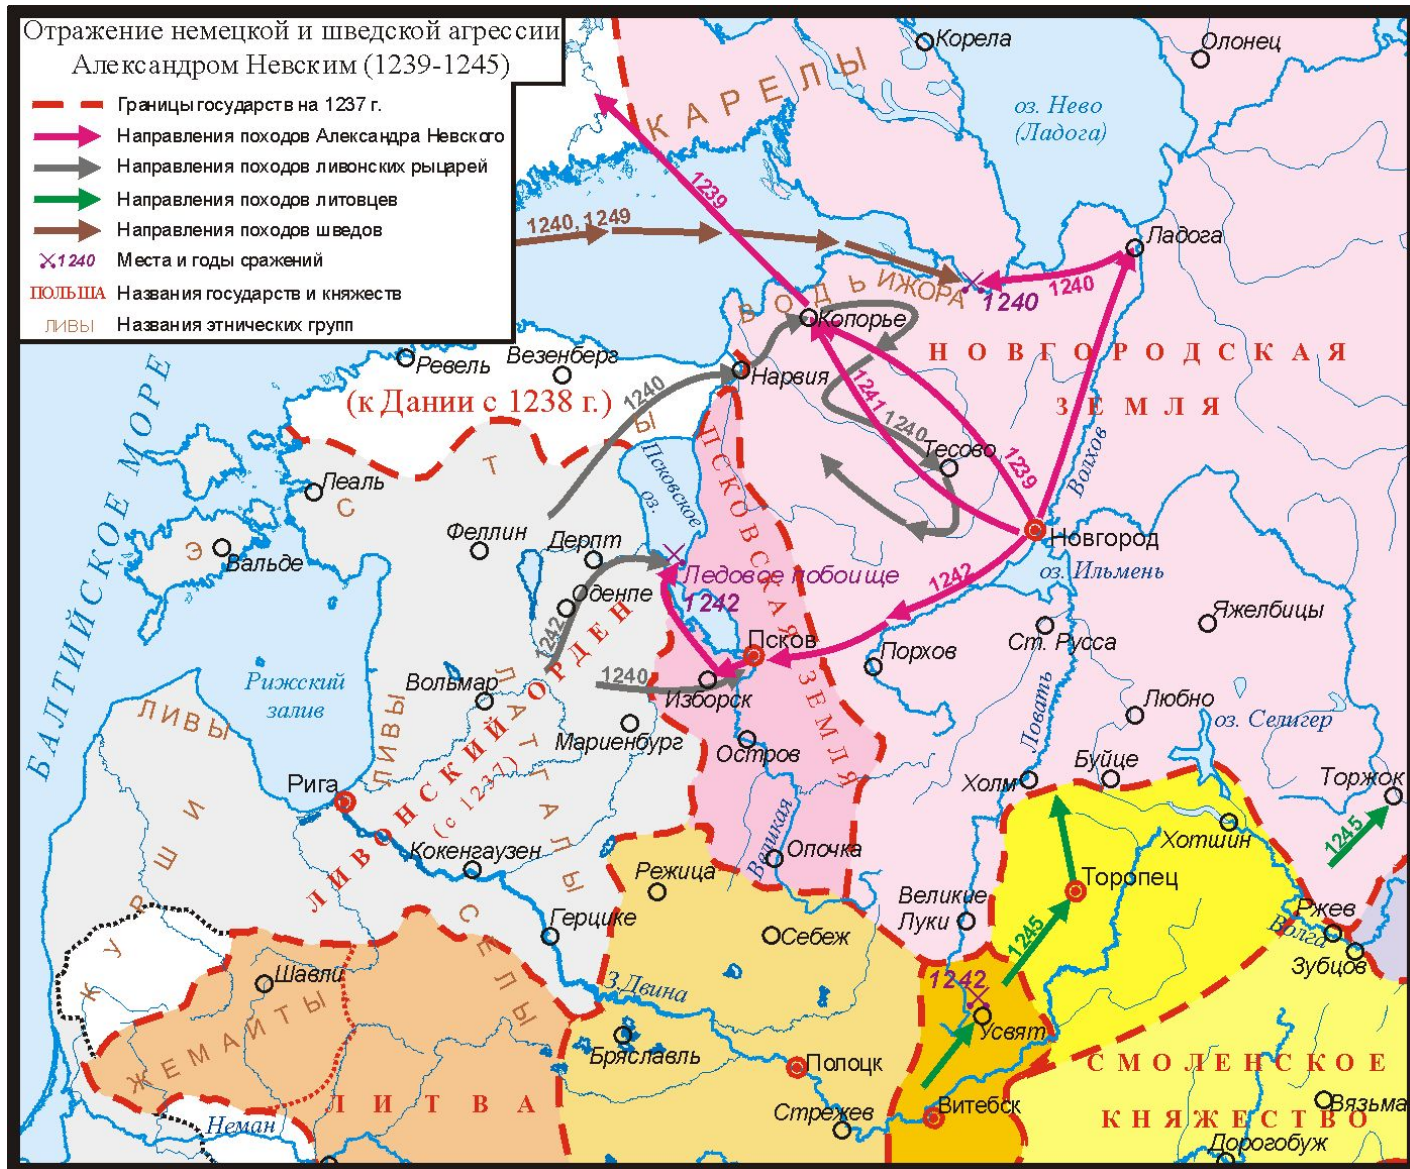 Отражение немецкой и шведской агрессии
Александром Невским (1239-1245)
Границы государств на 1237 г.
Направления походов Александра Невского
Направления походов ливонских рыцарей
Направления походов литовцев
Направления походов шведов
1240 Места и годы сражений
ПОЛЬША Названия государств и княжеств
ЛИВЫ Названия этнических групп
Корела
Олонец
КАРЕЛЫ
оз. Нево
(Ладога)
1239
1240, 1249
Ладога
1240
1240
ВОДЬ
ИЖОРА
Копорье
НОВГОРОДСКАЯ
ЗЕМЛЯ
БАЛТИЙСКОЕ МОРЕ
Ревель
Везенберг
Нарвия
(к Дании с 1238 г.)
1240
1241
1240
1239
Тесово
Волхов
ЭСТЫ
Псковское
оз.
ПСКОВСКАЯ ЗЕМЛЯ
Леаль
Вальде
Феллин
Дерпт
Оденпе
Ледовое побоище
1242
Новгород
оз. Ильмень
1242
1242
Яжелбицы
Ст. Русса
Порхов
Псков
Изборск
1240
Рижский
залив
Вольмар
Мариенбург
Остров
Ловать
Любно
оз. Селигер
ЛИВЫ
ЛИВЫ
ЛАТГАЛЫ
ЛИВОНСКИЙ ОРДЕН
(с 1237)
Рига
Холм
Буйце
Торжок
1245
Хотшин
Кокенгаузен
Режица
Великая
Опочка
Торопец
Великие
Луки
Ржев
Волга
Зубцов
КУРШИ
СЕЛЫ
Герцике
Себеж
1245
1242
Усвят
Шавли
ЖЕМАЙТЫ
З.Двина
Бряславль
Полоцк
СМОЛЕНСКОЕ
КНЯЖЕСТВО
ЛИТВА
Неман
Стрежев
Витебск
Вязьма
Дорогобуж